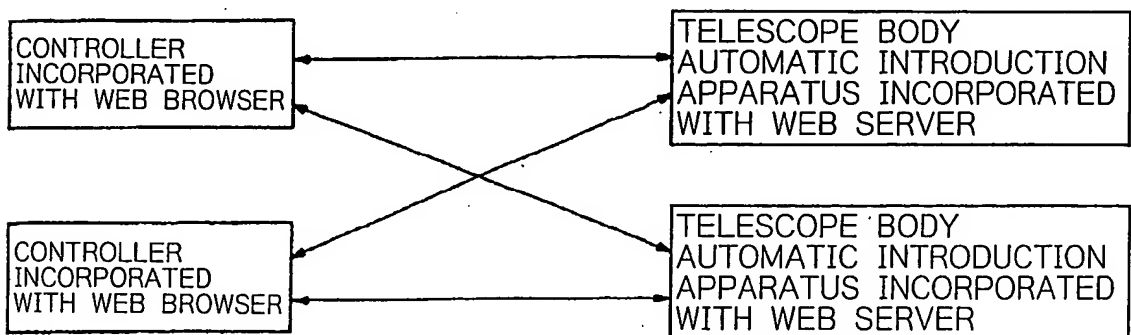 CONTROLLER
INCORPORATED
WITH WEB BROWSER
TELESCOPE BODY
AUTOMATIC INTRODUCTION
APPARATUS INCORPORATED
WITH WEB SERVER
CONTROLLER
INCORPORATED
WITH WEB BROWSER
TELESCOPE BODY
AUTOMATIC INTRODUCTION
APPARATUS INCORPORATED
WITH WEB SERVER